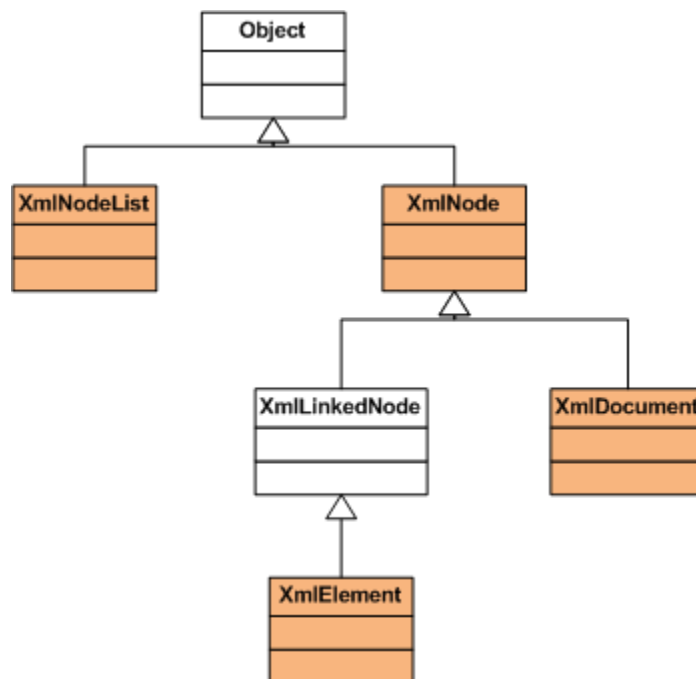 Object
XmlNodeList
XmlNode
XmlLinkedNode
XmlDocument
XmlElement